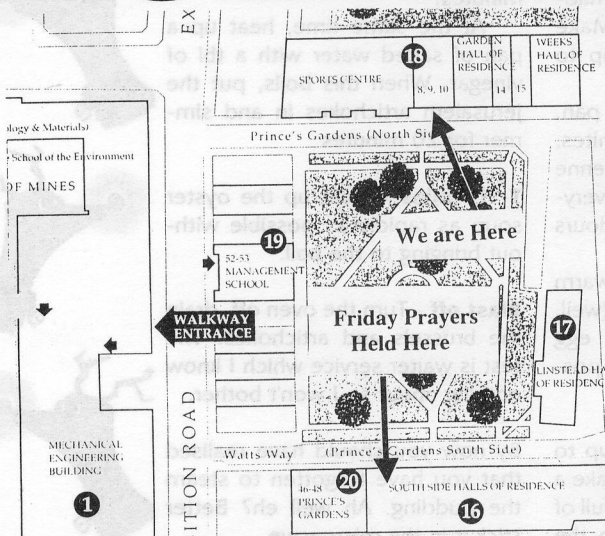 EX
18
SPORTS CENTRE
8, 9, 10
GARDEN
HALL OF
RESIDENCE
14
15
WEEKS
HALL OF
RESIDENCE
ology & Materials)
School of the Environment
OF MINES
Prince's Gardens (North Side)
We are Here
19
52-53
MANAGEMENT
SCHOOL
WALKWAY
ENTRANCE
Friday Prayers
Held Here
17
LINSTEAD HA
OF RESIDENC
MECHANICAL
ENGINEERING
BUILDING
1
ITION ROAD
Watts Way
(Prince's Gardens South Side)
46-48
PRINCE'S
GARDENS
20
SOUTH SIDE HALLS OF RESIDENCE
16